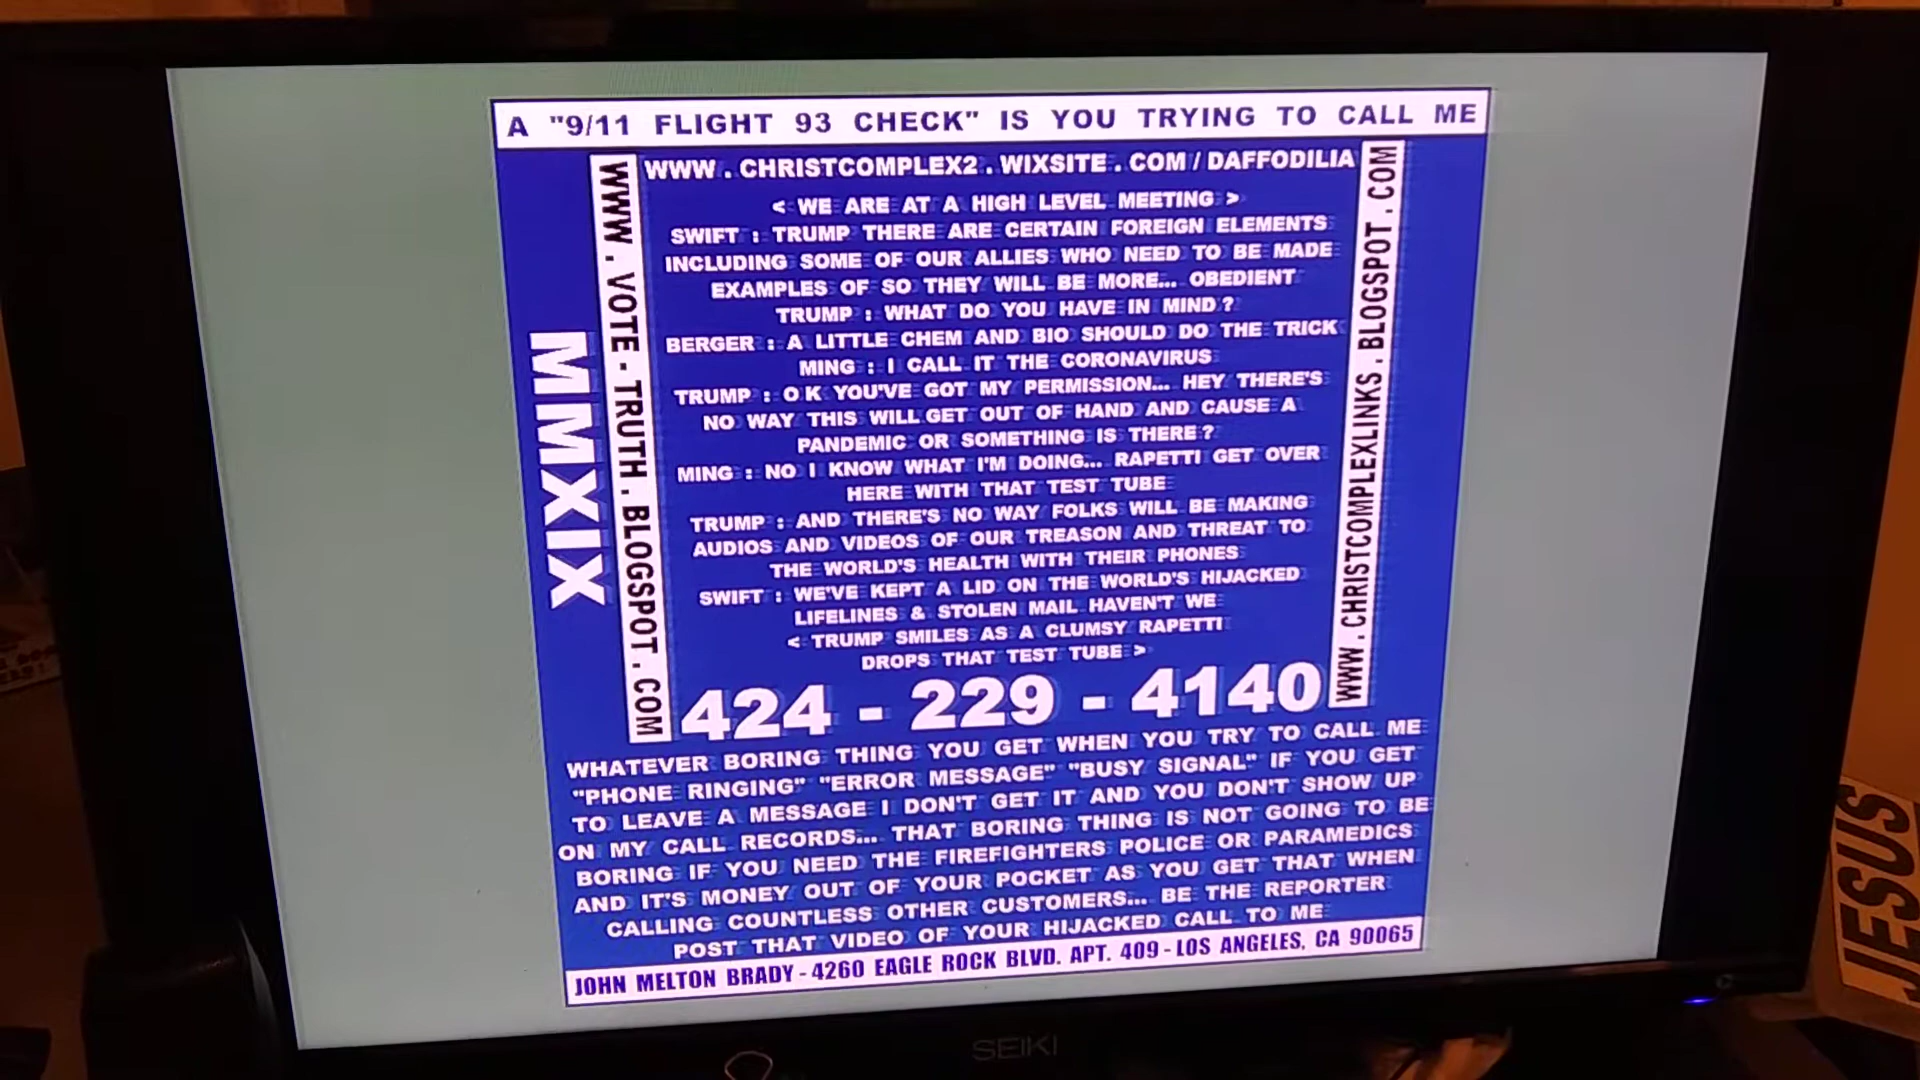 A "9/11 FLIGHT 93 CHECK" IS YOU TRYING TO CALL ME
WWW . CHRISTCOMPLEX2 . WIXSITE . COM / DAFFODILIA
MMXIX
WWW . VOTE - TRUTH . BLOGSPOT . COM
< WE ARE AT A HIGH LEVEL MEETING >
SWIFT : TRUMP THERE ARE CERTAIN FOREIGN ELEMENTS
INCLUDING SOME OF OUR ALLIES WHO NEED TO BE MADE
EXAMPLES OF SO THEY WILL BE MORE... OBEDIENT
TRUMP : WHAT DO YOU HAVE IN MIND ?
BERGER : A LITTLE CHEM AND BIO SHOULD DO THE TRICK
MING : I CALL IT THE CORONAVIRUS
TRUMP : O K YOU'VE GOT MY PERMISSION... HEY THERE'S
NO WAY THIS WILL GET OUT OF HAND AND CAUSE A
PANDEMIC OR SOMETHING IS THERE ?
MING : NO I KNOW WHAT I'M DOING... RAPETTI GET OVER
HERE WITH THAT TEST TUBE
TRUMP : AND THERE'S NO WAY FOLKS WILL BE MAKING
AUDIOS AND VIDEOS OF OUR TREASON AND THREAT TO
THE WORLD'S HEALTH WITH THEIR PHONES
SWIFT : WE'VE KEPT A LID ON THE WORLD'S HIJACKED
LIFELINES & STOLEN MAIL HAVEN'T WE
< TRUMP SMILES AS A CLUMSY RAPETTI
DROPS THAT TEST TUBE >
WWW . CHRISTCOMPLEXLINKS . BLOGSPOT . COM
424 - 229 - 4140
WHATEVER BORING THING YOU GET WHEN YOU TRY TO CALL ME
"PHONE RINGING" "ERROR MESSAGE" "BUSY SIGNAL" IF YOU GET
TO LEAVE A MESSAGE I DON'T GET IT AND YOU DON'T SHOW UP
ON MY CALL RECORDS... THAT BORING THING IS NOT GOING TO BE
BORING IF YOU NEED THE FIREFIGHTERS POLICE OR PARAMEDICS
AND IT'S MONEY OUT OF YOUR POCKET AS YOU GET THAT WHEN
CALLING COUNTLESS OTHER CUSTOMERS... BE THE REPORTER
POST THAT VIDEO OF YOUR HIJACKED CALL TO ME
JOHN MELTON BRADY - 4260 EAGLE ROCK BLVD. APT. 409 - LOS ANGELES, CA 90065
SEIKI
JESUS